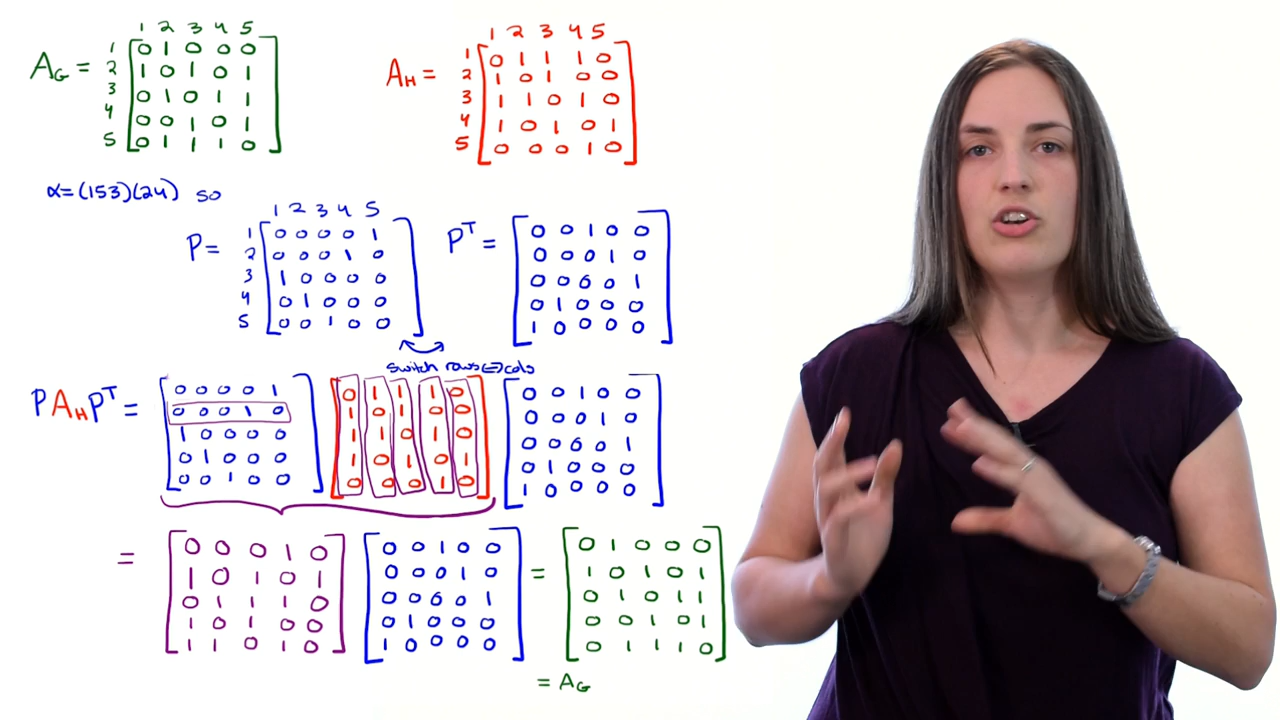 1 2 3 4 5
A_G = 1 [0 1 0 0 0]
2 [1 0 1 0 1]
3 [0 1 0 1 1]
4 [0 0 1 0 1]
5 [0 1 1 1 0]
1 2 3 4 5
A_H = 1 [0 1 1 1 0]
2 [1 0 1 0 0]
3 [1 1 0 1 0]
4 [1 0 1 0 1]
5 [0 0 0 1 0]
α=(153)(24) so
1 2 3 4 5
P= 1 [0 0 0 0 1]
2 [0 0 0 1 0]
3 [1 0 0 0 0]
4 [0 1 0 0 0]
5 [0 0 1 0 0]
P^T = [0 0 1 0 0]
[0 0 0 1 0]
[0 0 0 0 1]
[0 1 0 0 0]
[1 0 0 0 0]
switch rows⇔cols
PA_HP^T = [0 0 0 0 1] [0 1 1 1 0] [0 0 1 0 0]
[0 0 0 1 0] [1 0 1 0 0] [0 0 0 1 0]
[1 0 0 0 0] [1 1 0 1 0] [0 0 0 0 1]
[0 1 0 0 0] [1 0 1 0 1] [0 1 0 0 0]
[0 0 1 0 0] [0 0 0 1 0] [1 0 0 0 0]
= [0 0 0 1 0] [0 0 1 0 0] = [0 1 0 0 0]
[1 0 1 0 1] [0 0 0 1 0] [1 0 1 0 1]
[0 1 1 1 0] [0 0 0 0 1] [0 1 0 1 1]
[1 0 1 0 0] [0 1 0 0 0] [0 0 1 0 1]
[1 1 0 1 0] [1 0 0 0 0] [0 1 1 1 0]
= A_G